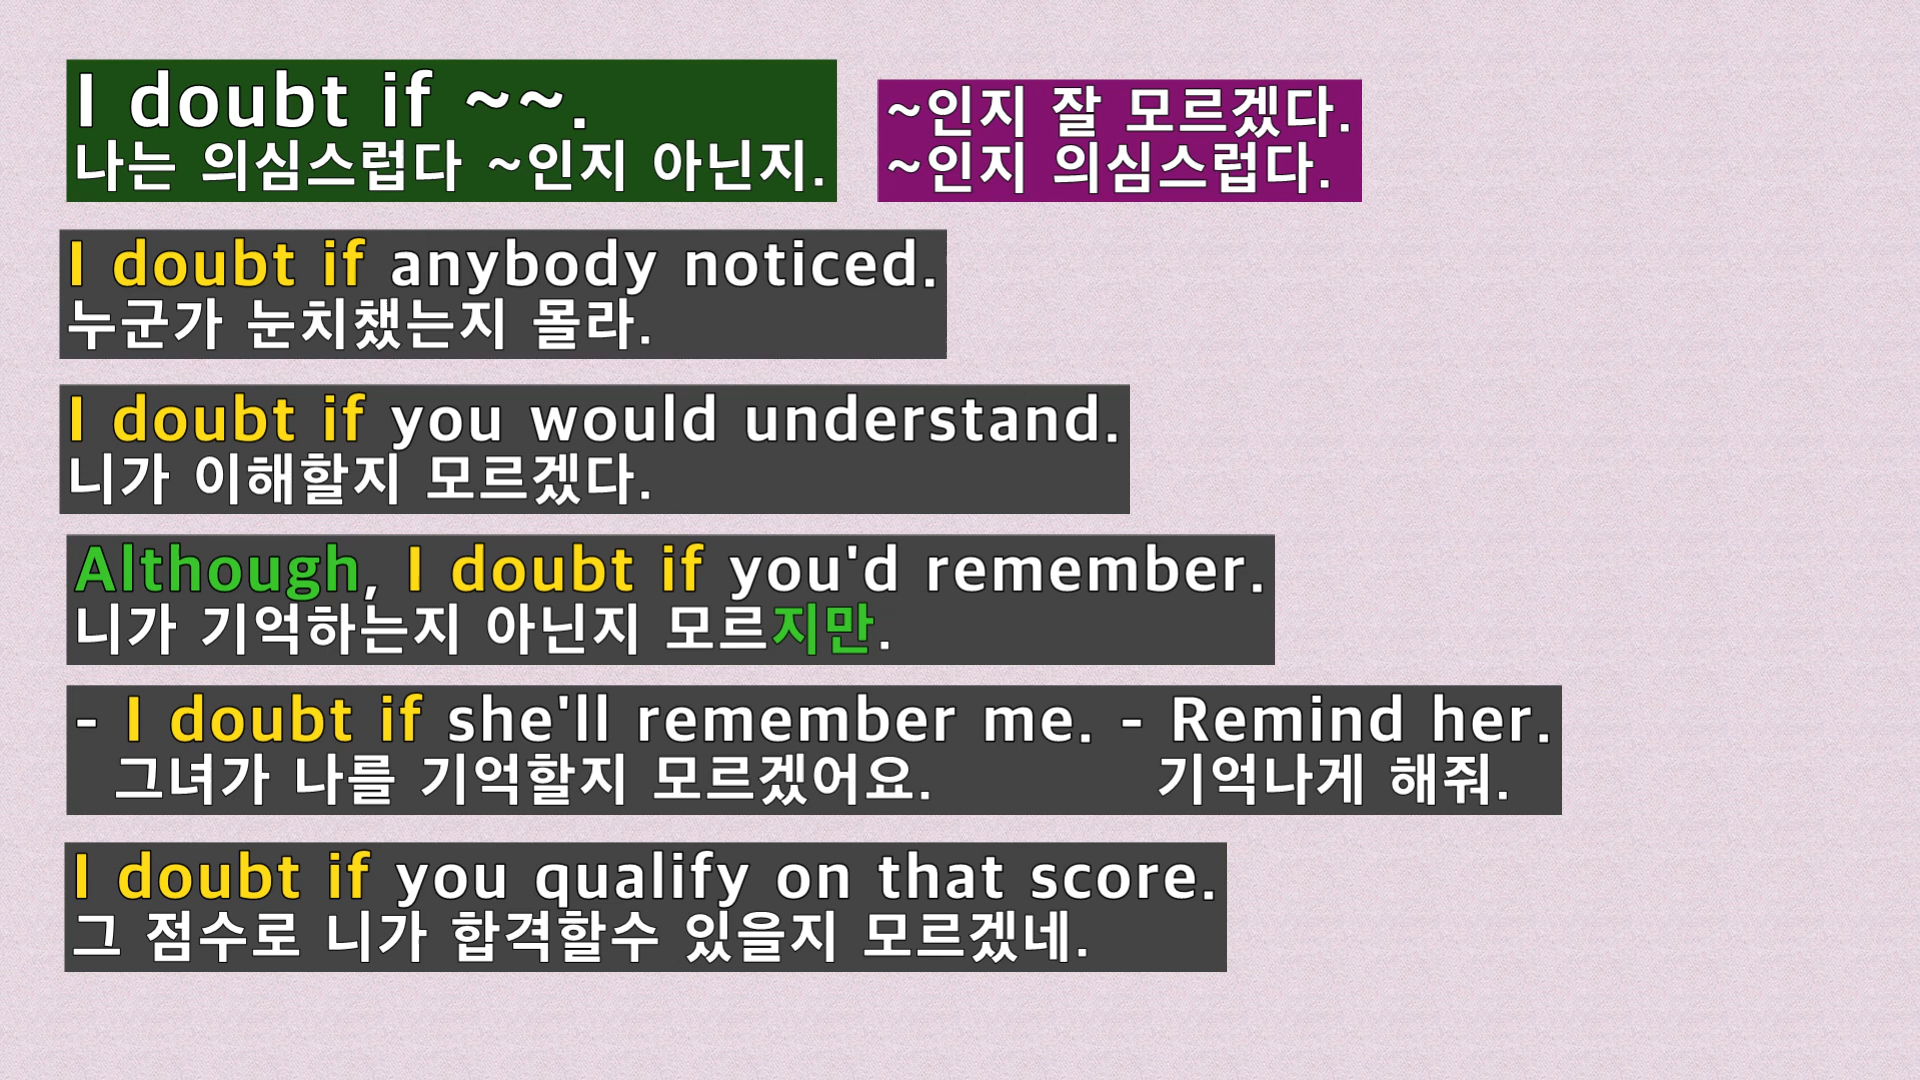 I doubt if ~~.
나는 의심스럽다 ~인지 아닌지.
~인지 잘 모르겠다.
~인지 의심스럽다.
I doubt if anybody noticed.
누군가 눈치챘는지 몰라.
I doubt if you would understand.
니가 이해할지 모르겠다.
Although, I doubt if you'd remember.
니가 기억하는지 아닌지 모르지만.
- I doubt if she'll remember me. - Remind her.
그녀가 나를 기억할지 모르겠어요. 기억나게 해줘.
I doubt if you qualify on that score.
그 점수로 니가 합격할수 있을지 모르겠네.